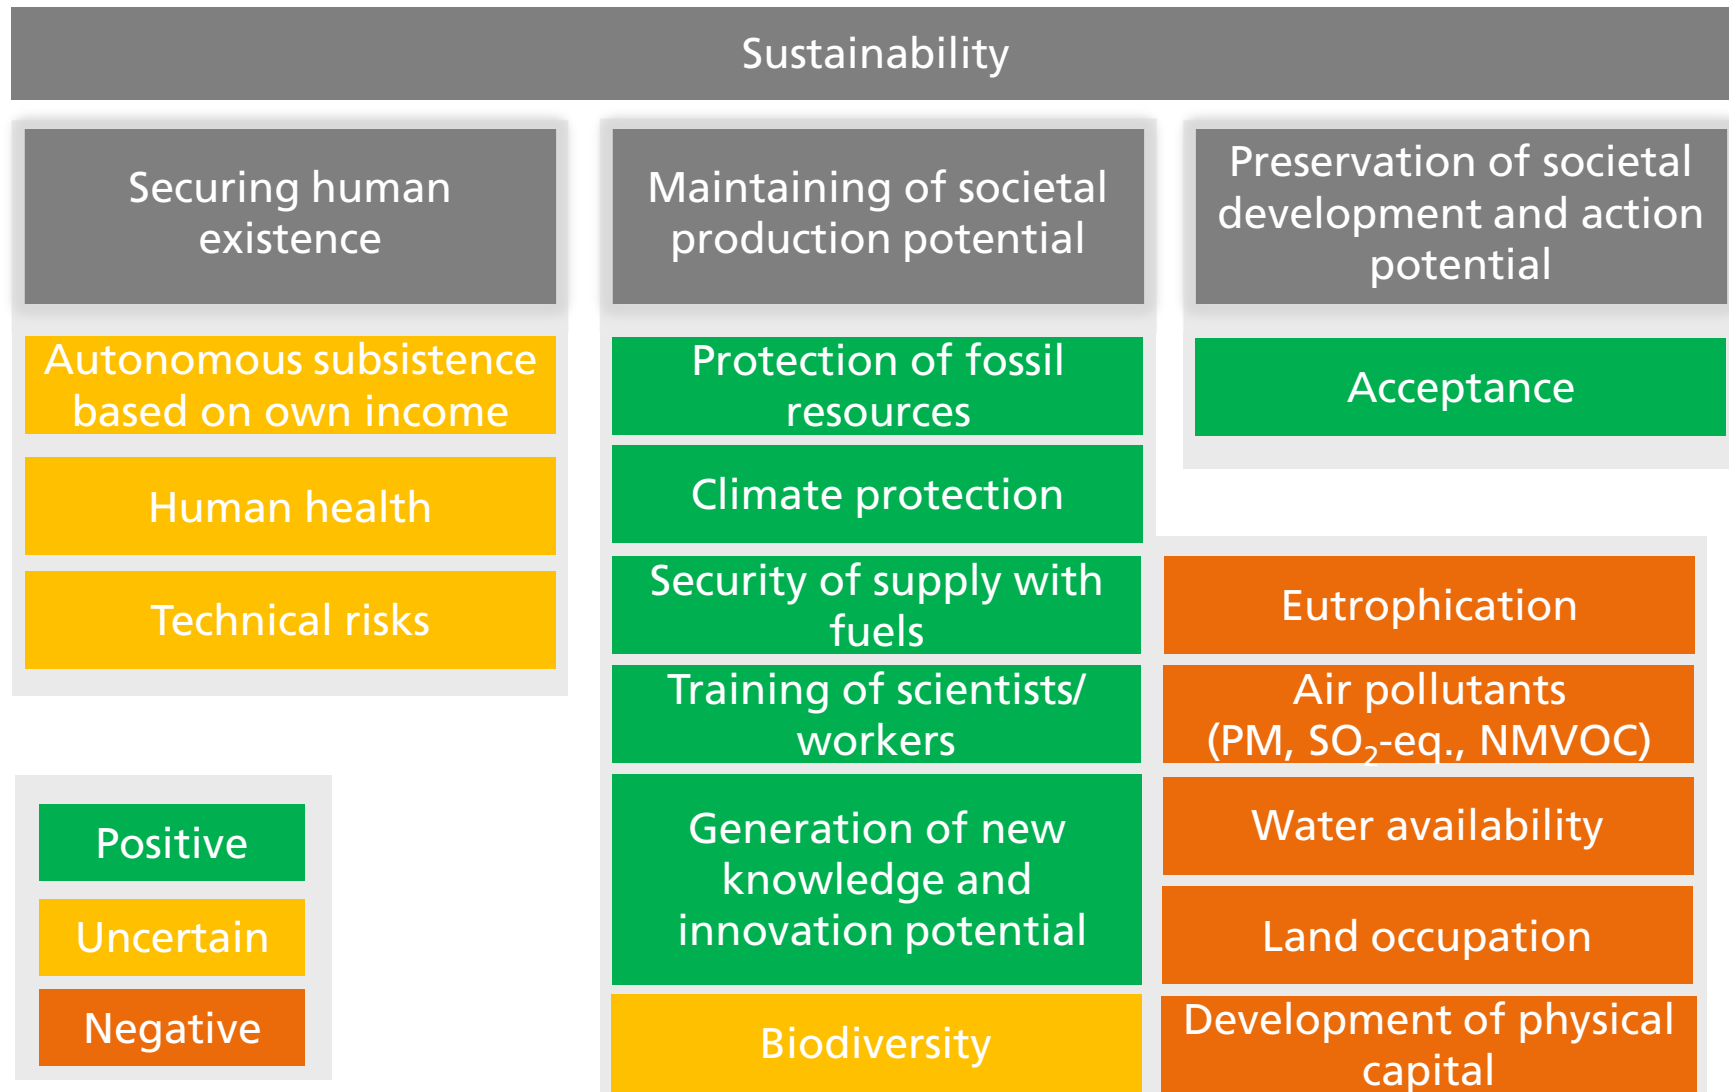 Sustainability
Securing human
existence
Autonomous subsistence
based on own income
Human health
Technical risks
Maintaining of societal
production potential
Protection of fossil
resources
Climate protection
Security of supply with
fuels
Training of scientists/
workers
Generation of new
knowledge and
innovation potential
Biodiversity
Eutrophication
Air pollutants
(PM, SO₂-eq., NMVOC)
Water availability
Land occupation
Development of physical
capital
Preservation of societal
development and action
potential
Acceptance
Positive
Uncertain
Negative